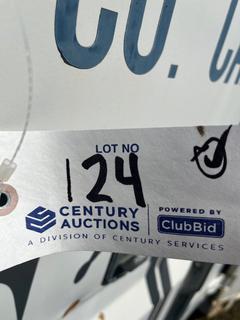 CO.
LOT NO
124
CENTURY AUCTIONS
POWERED BY
ClubBid
A DIVISION OF CENTURY SERVICES